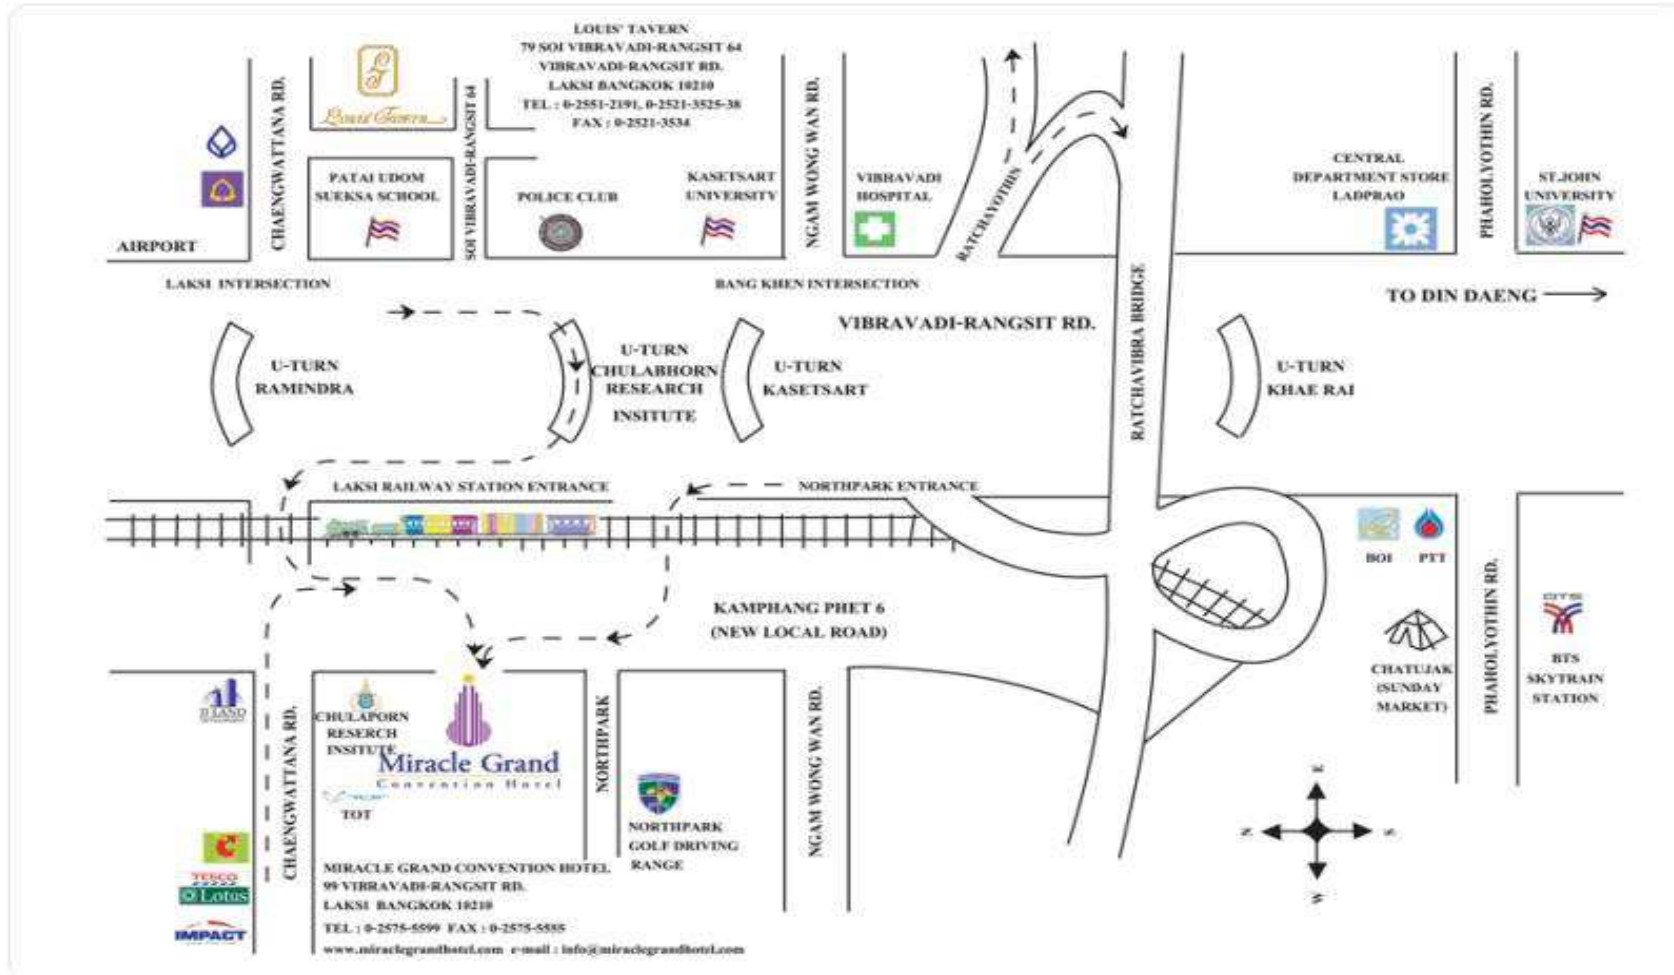 LOUIS' TAVERN
79 SOI VIBRAVADI-RANGSIT 64
VIBRAVADI-RANGSIT RD.
LAKSI BANGKOK 10210
TEL : 0-2551-2191, 0-2521-3525-38
FAX : 0-2521-3534
CHAENGWATTANA RD.
LT
Louis' Tavern
SOI VIBRAVADI-RANGSIT 64
NGAM WONG WAN RD.
PHAHOLYOTHIN RD.
PATAI UDOM
SUEKSA SCHOOL
POLICE CLUB
KASETSART
UNIVERSITY
VIBHAVADI
HOSPITAL
RATCHAYOTHIN
CENTRAL
DEPARTMENT STORE
LADPRAO
ST.JOHN
UNIVERSITY
AIRPORT
LAKSI INTERSECTION
BANG KHEN INTERSECTION
TO DIN DAENG
VIBRAVADI-RANGSIT RD.
RATCHAVIBRA BRIDGE
U-TURN
RAMINDRA
U-TURN
CHULABHORN
RESEARCH
INSITUTE
U-TURN
KASETSART
U-TURN
KHAE RAI
LAKSI RAILWAY STATION ENTRANCE
NORTHPARK ENTRANCE
BOI
PTT
KAMPHANG PHET 6
(NEW LOCAL ROAD)
PHAHOLYOTHIN RD.
BTS
CHATUJAK
(SUNDAY
MARKET)
BTS
SKYTRAIN
STATION
LAND
CHAENGWATTANA RD.
CHULAPORN
RESERCH
INSITUTE
Miracle Grand
Convention Hotel
TOT
NORTHPARK
NGAM WONG WAN RD.
NORTHPARK
GOLF DRIVING
RANGE
C
TESCO
Lotus
IMPACT
MIRACLE GRAND CONVENTION HOTEL
99 VIBRAVADI-RANGSIT RD.
LAKSI BANGKOK 10210
TEL : 0-2575-5599 FAX : 0-2575-5555
www.miraclegrandhotel.com e-mail : info@miraclegrandhotel.com
E
N
S
W